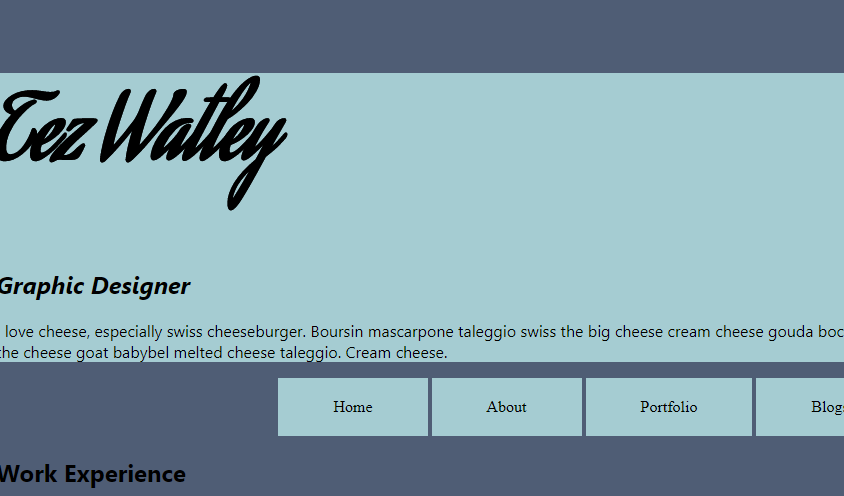 Tez Watley
Graphic Designer
love cheese, especially swiss cheeseburger. Boursin mascarpone taleggio swiss the big cheese cream cheese gouda boc
the cheese goat babybel melted cheese taleggio. Cream cheese.
Home About Portfolio Blogs
Work Experience